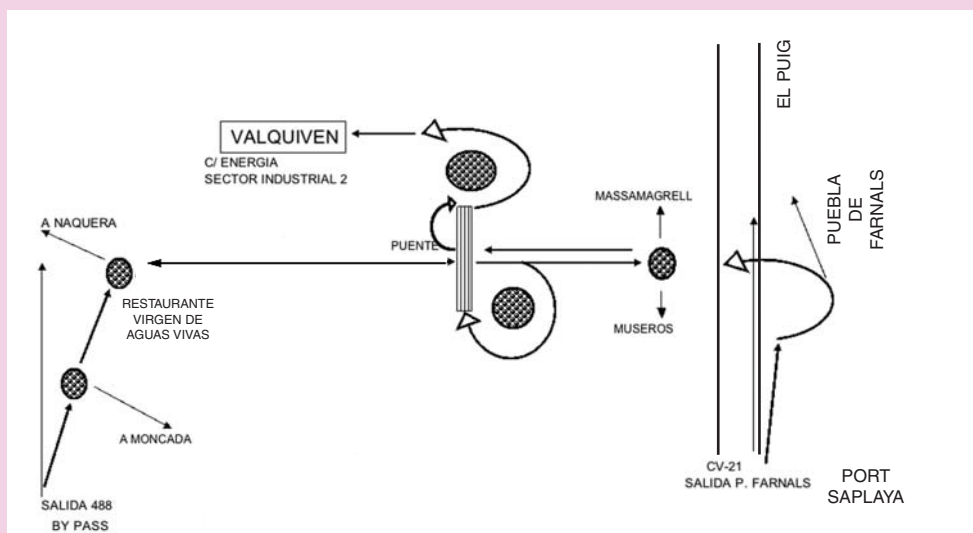 EL PUIG
VALQUIVEN
C/ ENERGIA
SECTOR INDUSTRIAL 2
PUEBLA
DE
FARNALS
MASSAMAGRELL
A NAQUERA
PUENTE
RESTAURANTE
VIRGEN DE
AGUAS VIVAS
MUSEROS
A MONCADA
CV-21
SALIDA P. FARNALS
PORT
SAPLAYA
SALIDA 488
BY PASS